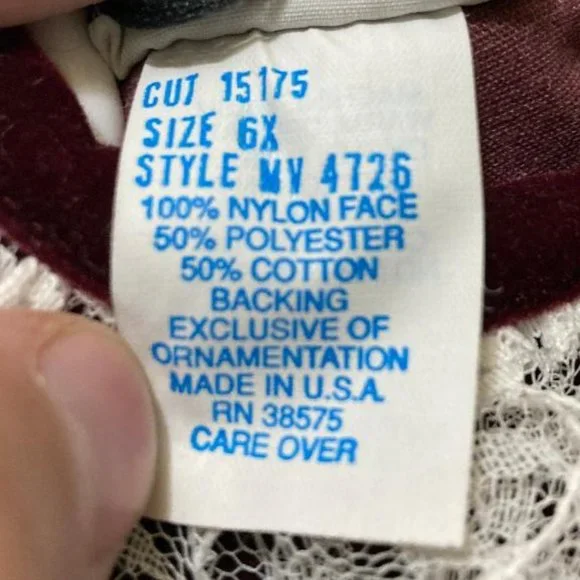 CUT 15175
SIZE 6X
STYLE MV 4726
100% NYLON FACE
50% POLYESTER
50% COTTON
BACKING
EXCLUSIVE OF
ORNAMENTATION
MADE IN U.S.A.
RN 38575
CARE OVER